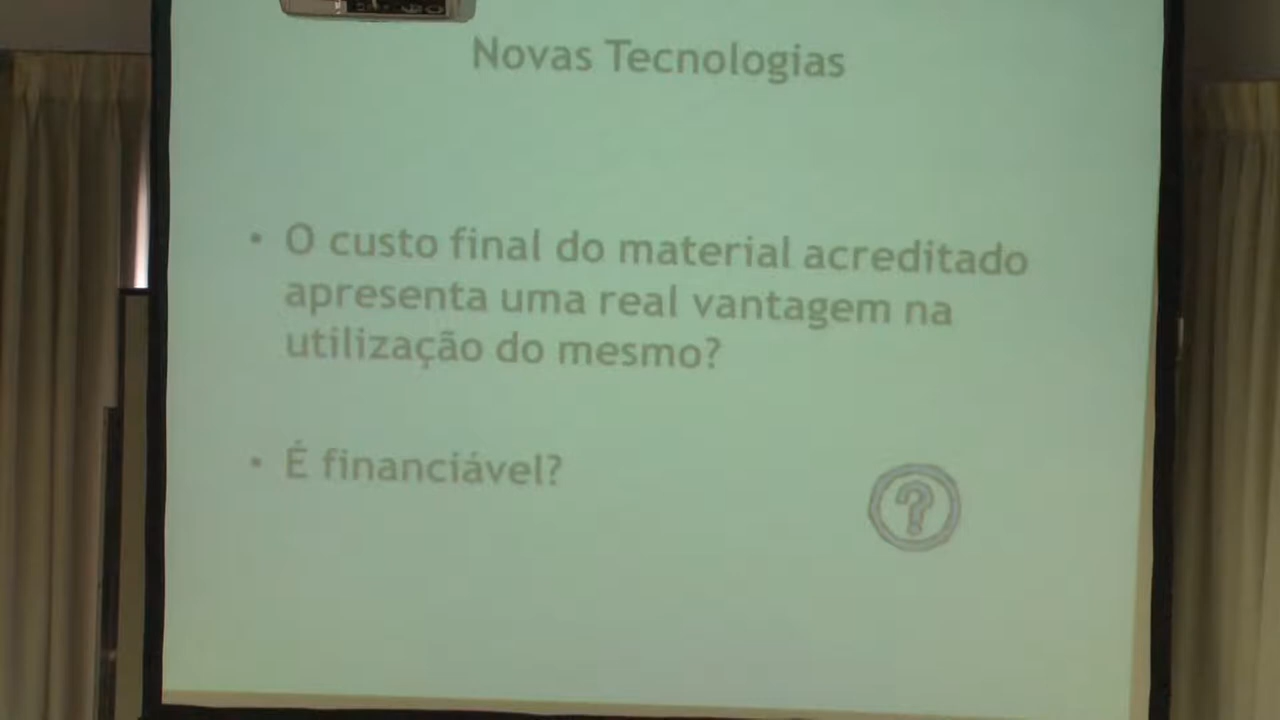 Novas Tecnologias
• O custo final do material acreditado
apresenta uma real vantagem na
utilização do mesmo?
• É financiável?
?